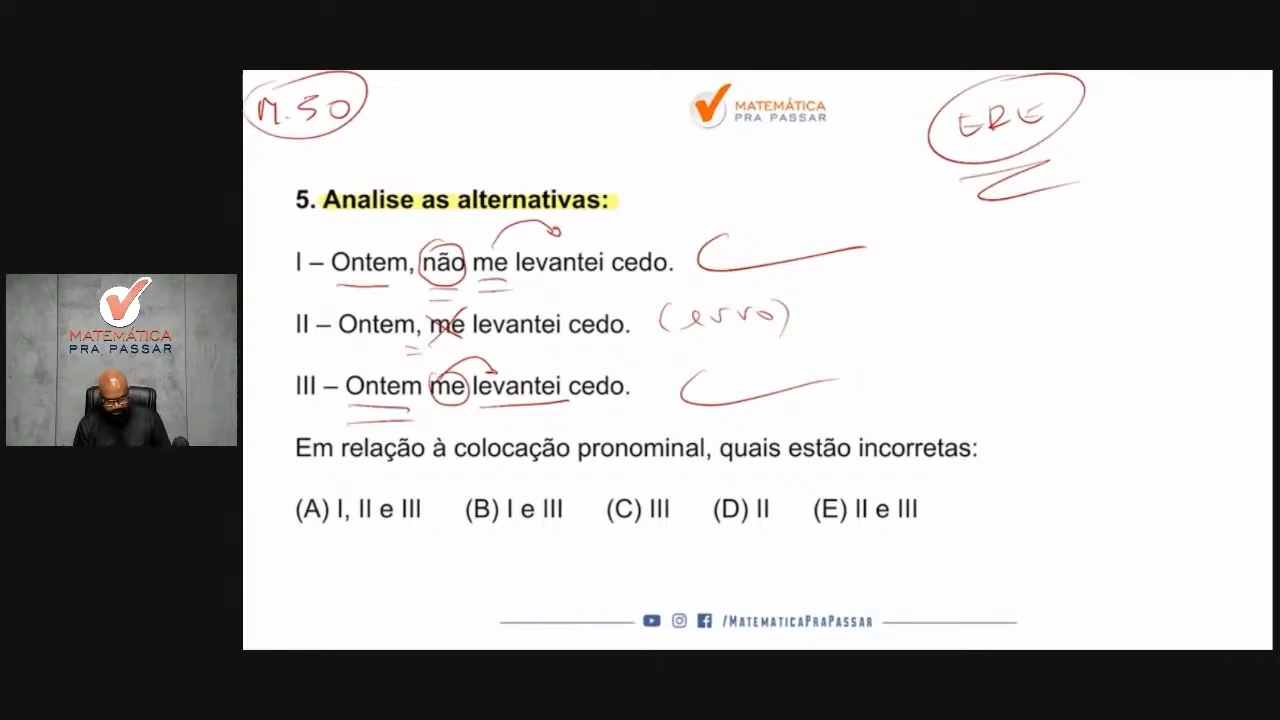 M.50
MATEMÁTICA
PRA PASSAR
ERE
5. Analise as alternativas:
I – Ontem, não me levantei cedo.
II – Ontem, me levantei cedo. (erro)
III – Ontem me levantei cedo.
Em relação à colocação pronominal, quais estão incorretas:
(A) I, II e III (B) I e III (C) III (D) II (E) II e III
/MATEMATICAPRAPASSAR
MATEMÁTICA
PRA PASSAR